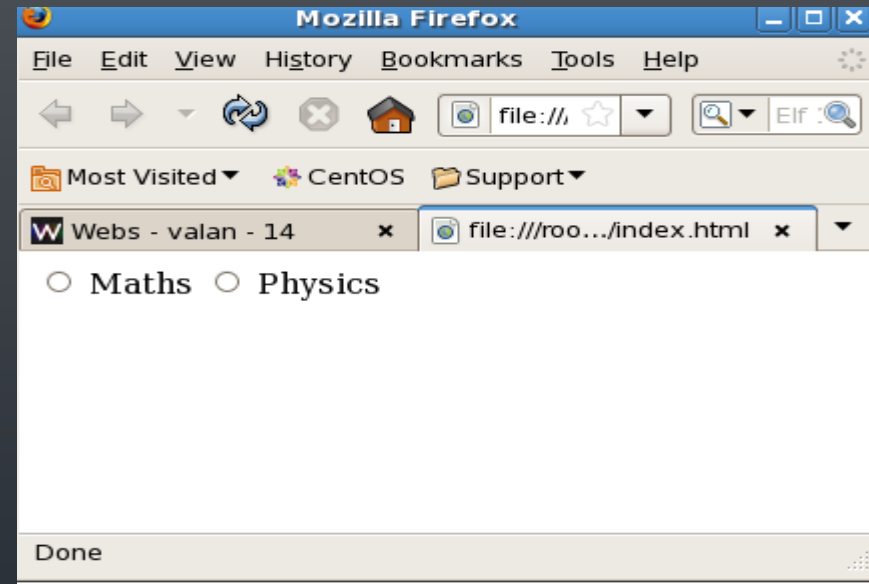 Mozilla Firefox
File Edit View History Bookmarks Tools Help
file:///
Most Visited CentOS Support
Webs - valan - 14 file:///roo.../index.html
Maths Physics
Done